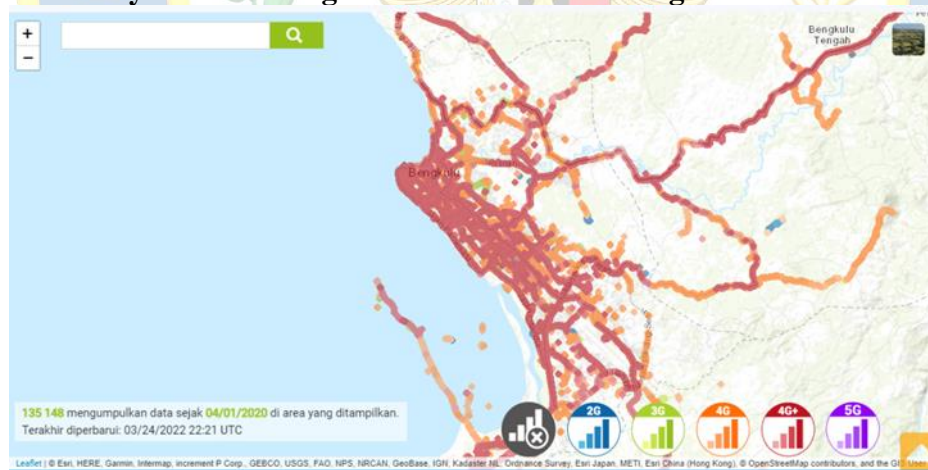 +
−
Bengkulu
Tengah
Bengkulu
135 148 mengumpulkan data sejak 04/01/2020 di area yang ditampilkan.
Terakhir diperbarui: 03/24/2022 22:21 UTC
2G
3G
4G
4G+
5G
Leaflet | © Esri, HERE, Garmin, Intermap, increment P Corp., GEBCO, USGS, FAO, NPS, NRCAN, GeoBase, IGN, Kadaster NL, Ordnance Survey, Esri Japan, METI, Esri China (Hong Kong), © OpenStreetMap contributors, and the GIS User